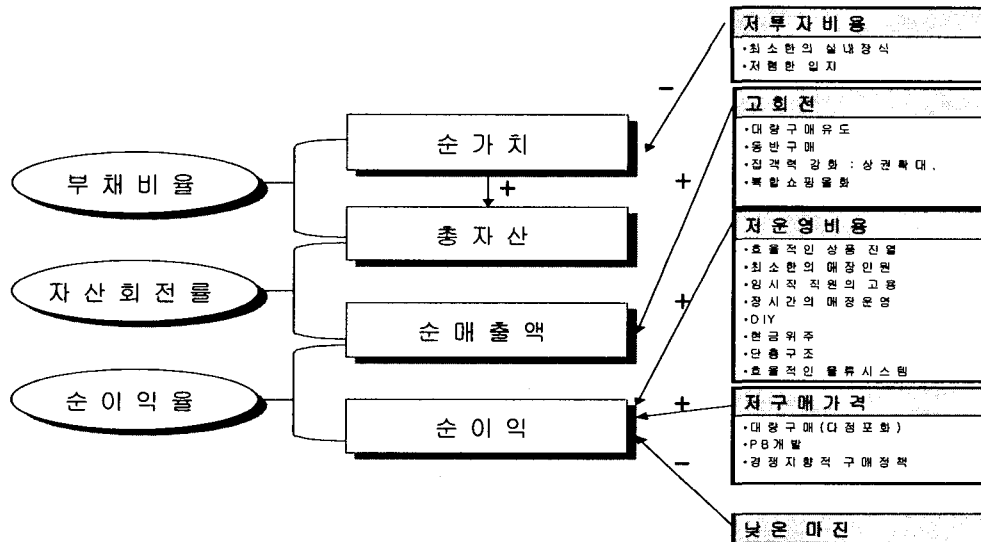 부채비율
자산회전률
순이익율
순가치
+
총자산
순매출액
순이익
−
+
+
+
−
저투자비용
•최소한의 실내장식
•저렴한 입지
고회전
•대량구매유도
•동반구매
•집객력 강화 : 상권확대,
•복합쇼핑몰화
저운영비용
•효율적인 상품 진열
•최소한의 매장인원
•임시작 직원의 고용
•장시간의 매장운영
•DIY
•현금위주
•단층구조
•효율적인 물류시스템
저구매가격
•대량구매(다점포화)
•PB개발
•경쟁지향적 구매정책
낮은 마진